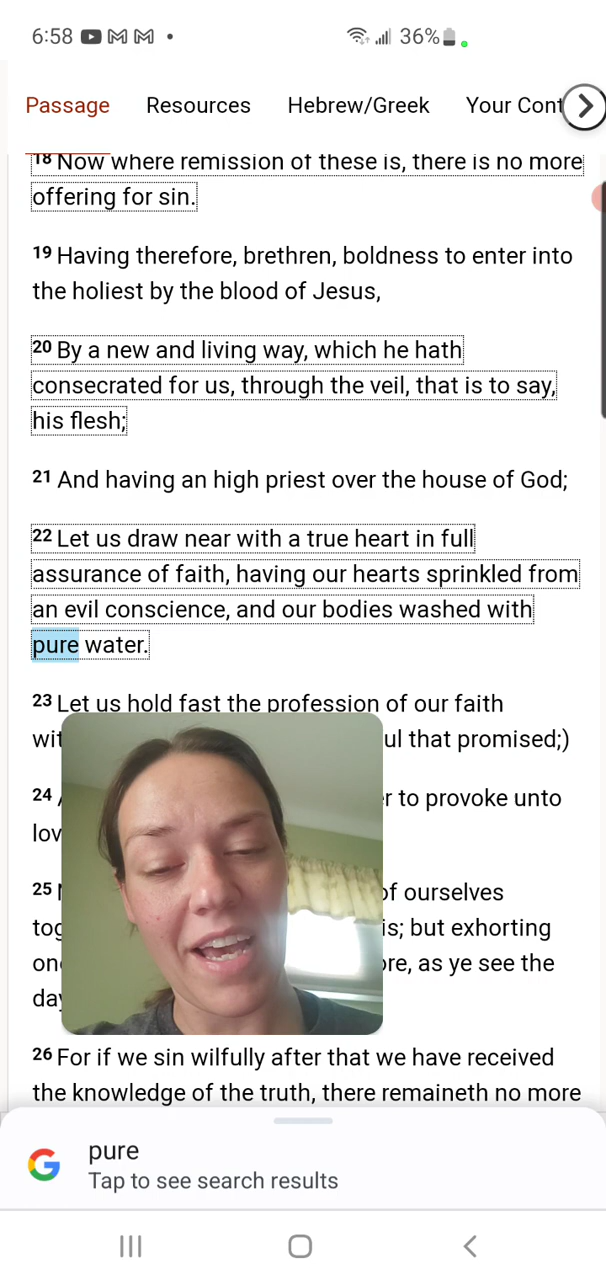 6:58 36%
Passage Resources Hebrew/Greek Your Cont
18 Now where remission of these is, there is no more
offering for sin.
19 Having therefore, brethren, boldness to enter into
the holiest by the blood of Jesus,
20 By a new and living way, which he hath
consecrated for us, through the veil, that is to say,
his flesh;
21 And having an high priest over the house of God;
22 Let us draw near with a true heart in full
assurance of faith, having our hearts sprinkled from
an evil conscience, and our bodies washed with
pure water.
23 Let us hold fast the profession of our faith
wit ul that promised;)
24 r to provoke unto
lov
25 of ourselves
tog is; but exhorting
on ore, as ye see the
day
26 For if we sin wilfully after that we have received
the knowledge of the truth, there remaineth no more
pure
Tap to see search results